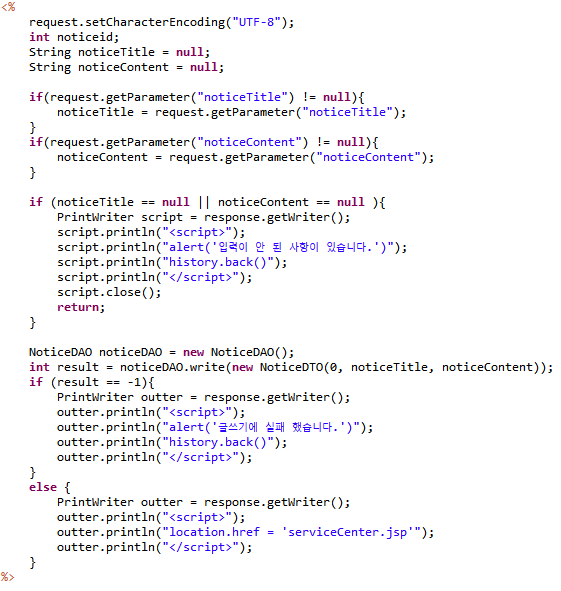 <%
request.setCharacterEncoding("UTF-8");
int noticeid;
String noticeTitle = null;
String noticeContent = null;
if(request.getParameter("noticeTitle") != null){
noticeTitle = request.getParameter("noticeTitle");
}
if(request.getParameter("noticeContent") != null){
noticeContent = request.getParameter("noticeContent");
}
if (noticeTitle == null || noticeContent == null ){
PrintWriter script = response.getWriter();
script.println("<script>");
script.println("alert('입력이 안 된 사항이 있습니다.')");
script.println("history.back()");
script.println("</script>");
script.close();
return;
}
NoticeDAO noticeDAO = new NoticeDAO();
int result = noticeDAO.write(new NoticeDTO(0, noticeTitle, noticeContent));
if (result == -1){
PrintWriter outter = response.getWriter();
outter.println("<script>");
outter.println("alert('글쓰기에 실패 했습니다.')");
outter.println("history.back()");
outter.println("</script>");
}
else {
PrintWriter outter = response.getWriter();
outter.println("<script>");
outter.println("location.href = 'serviceCenter.jsp'");
outter.println("</script>");
}
%>